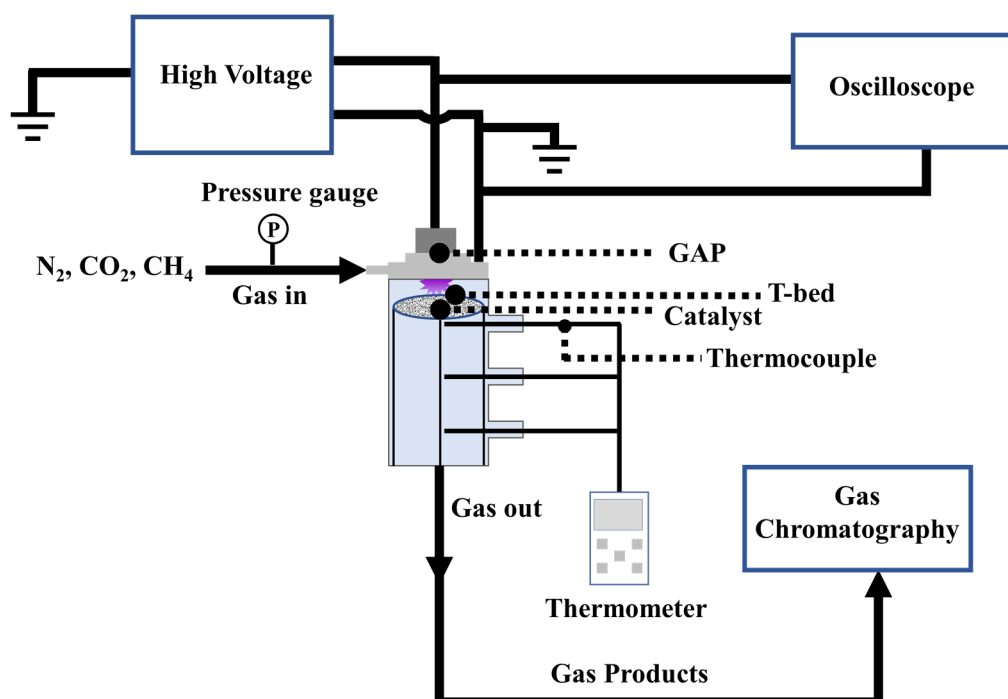 High Voltage
Oscilloscope
Pressure gauge
P
N₂, CO₂, CH₄
Gas in
GAP
T-bed
Catalyst
Thermocouple
Gas out
Gas
Chromatography
Thermometer
Gas Products